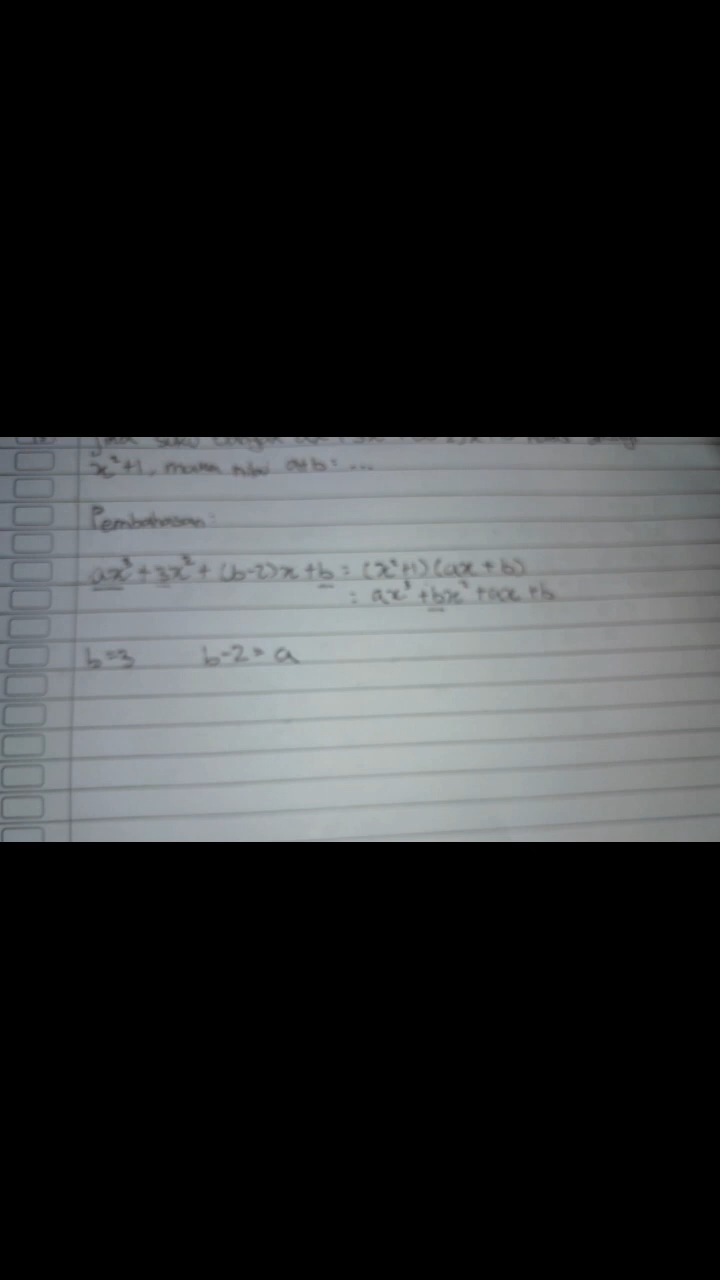 x²+1, maka nilai a+b = ...
Pembahasan:
ax³ + 3x² + (b-2)x + b = (x²+1)(ax + b)
= ax³ + bx² + ax + b
b = 3 b-2 = a